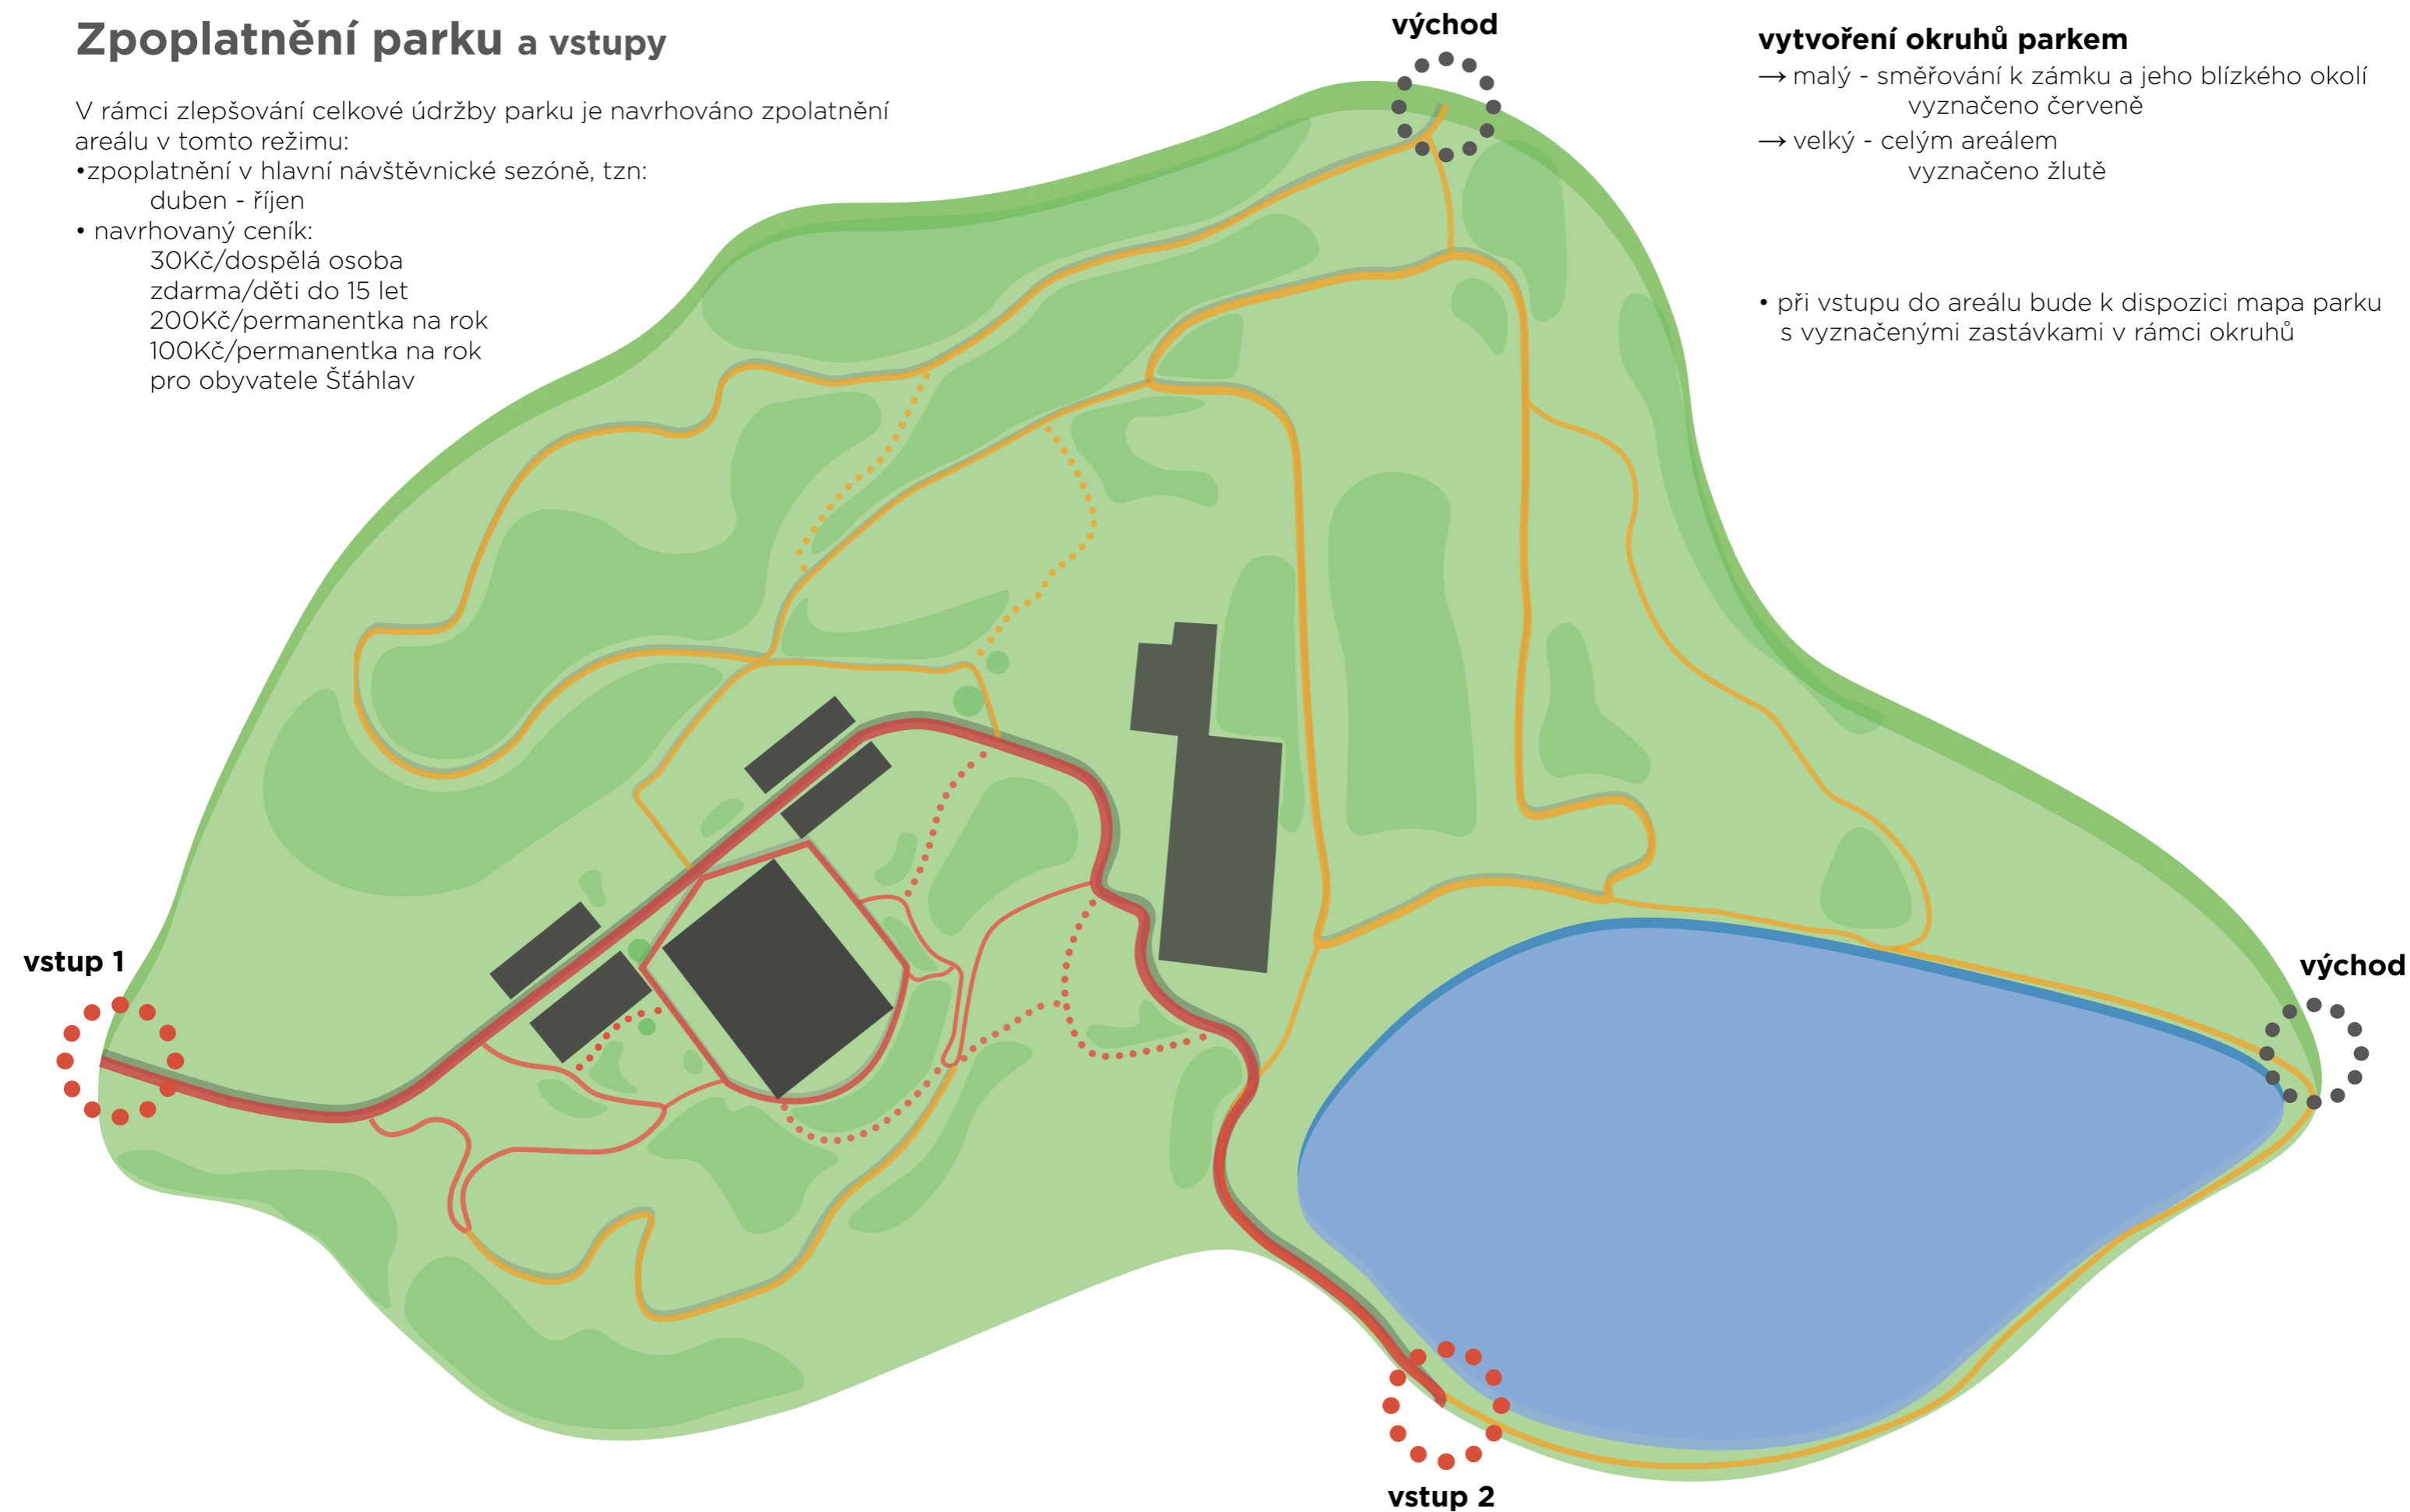 Zpoplatnění parku a vstupy
V rámci zlepšování celkové údržby parku je navrhováno zpolatnění
areálu v tomto režimu:
•zpoplatnění v hlavní návštěvnické sezóně, tzn:
duben - říjen
• navrhovaný ceník:
30Kč/dospělá osoba
zdarma/děti do 15 let
200Kč/permanentka na rok
100Kč/permanentka na rok
pro obyvatele Šťáhlav
východ
vytvoření okruhů parkem
→ malý - směřování k zámku a jeho blízkého okolí
vyznačeno červeně
→ velký - celým areálem
vyznačeno žlutě
• při vstupu do areálu bude k dispozici mapa parku
s vyznačenými zastávkami v rámci okruhů
vstup 1
východ
vstup 2